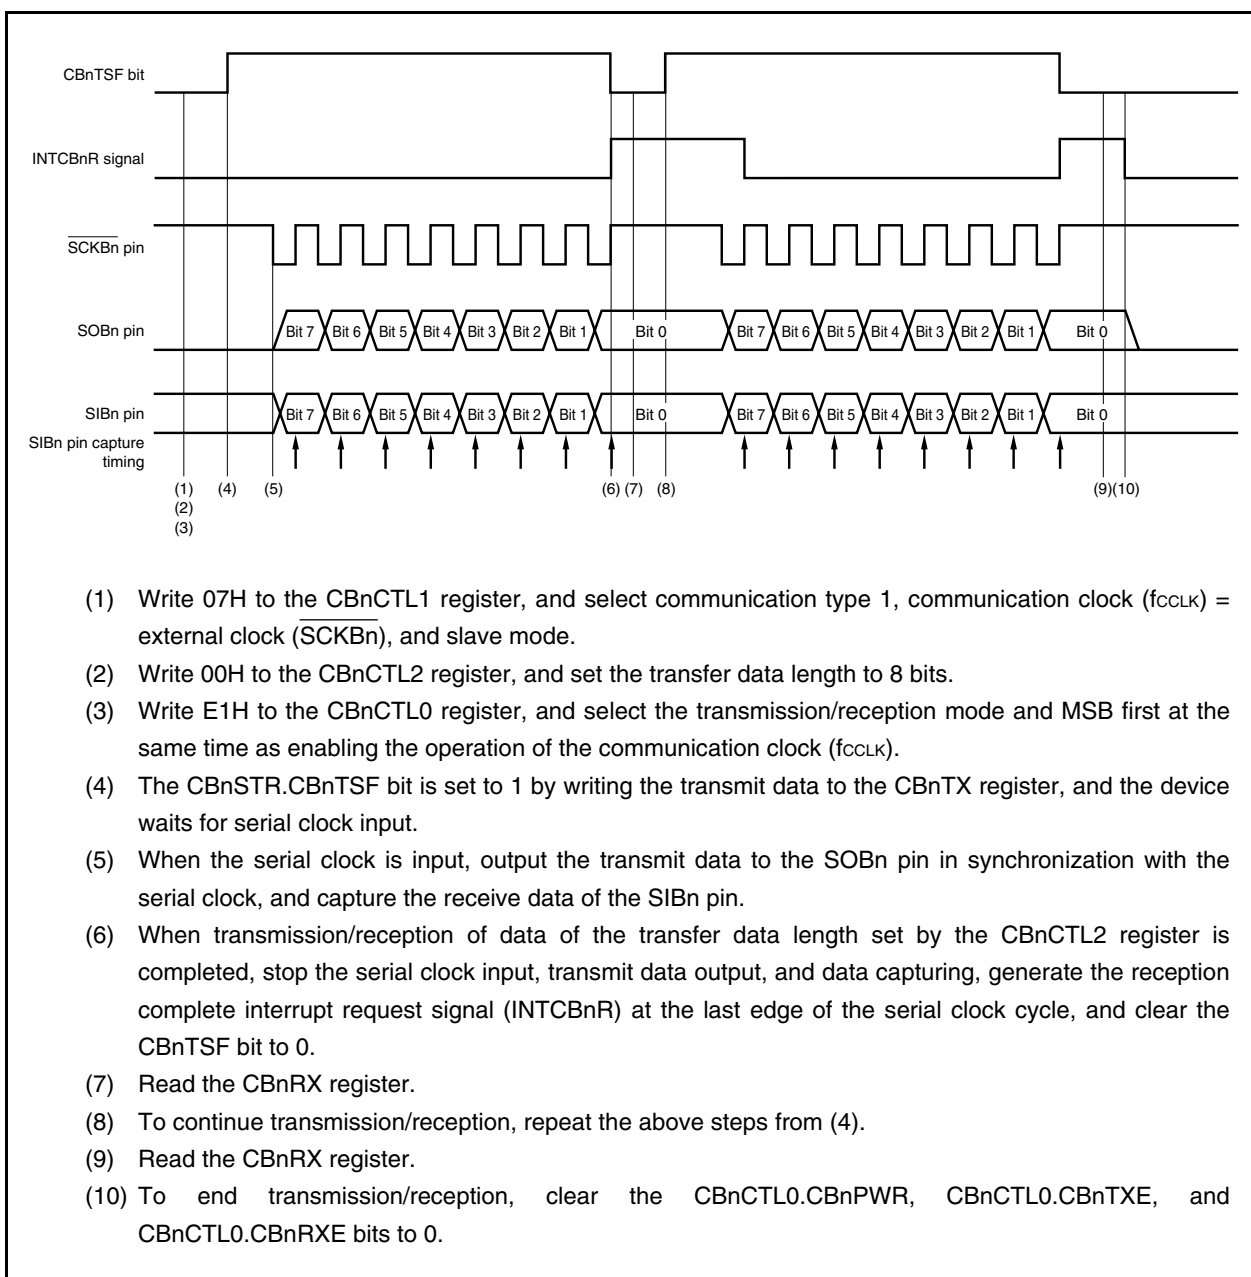 CBnTSF bit
INTCBnR signal
SCKBn pin
SOBn pin
Bit 7 Bit 6 Bit 5 Bit 4 Bit 3 Bit 2 Bit 1 Bit 0 Bit 7 Bit 6 Bit 5 Bit 4 Bit 3 Bit 2 Bit 1 Bit 0
SIBn pin
Bit 7 Bit 6 Bit 5 Bit 4 Bit 3 Bit 2 Bit 1 Bit 0 Bit 7 Bit 6 Bit 5 Bit 4 Bit 3 Bit 2 Bit 1 Bit 0
SIBn pin capture
timing
(1) (4) (5) (6) (7) (8) (9) (10)
(2)
(3)
(1) Write 07H to the CBnCTL1 register, and select communication type 1, communication clock (fCCLK) =
external clock (SCKBn), and slave mode.
(2) Write 00H to the CBnCTL2 register, and set the transfer data length to 8 bits.
(3) Write E1H to the CBnCTL0 register, and select the transmission/reception mode and MSB first at the
same time as enabling the operation of the communication clock (fCCLK).
(4) The CBnSTR.CBnTSF bit is set to 1 by writing the transmit data to the CBnTX register, and the device
waits for serial clock input.
(5) When the serial clock is input, output the transmit data to the SOBn pin in synchronization with the
serial clock, and capture the receive data of the SIBn pin.
(6) When transmission/reception of data of the transfer data length set by the CBnCTL2 register is
completed, stop the serial clock input, transmit data output, and data capturing, generate the reception
complete interrupt request signal (INTCBnR) at the last edge of the serial clock cycle, and clear the
CBnTSF bit to 0.
(7) Read the CBnRX register.
(8) To continue transmission/reception, repeat the above steps from (4).
(9) Read the CBnRX register.
(10) To end transmission/reception, clear the CBnCTL0.CBnPWR, CBnCTL0.CBnTXE, and
CBnCTL0.CBnRXE bits to 0.